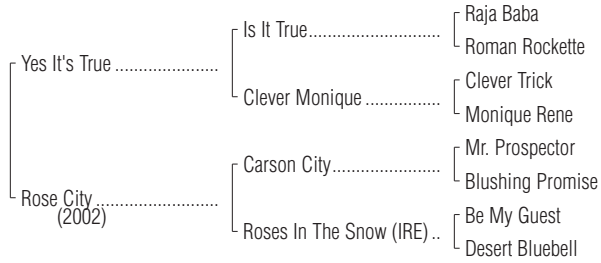 Raja Baba
Is It True
Roman Rockette
Yes It's True
Clever Trick
Clever Monique
Monique Rene
Mr. Prospector
Carson City
Blushing Promise
Rose City
(2002)
Be My Guest
Roses In The Snow (IRE)
Desert Bluebell